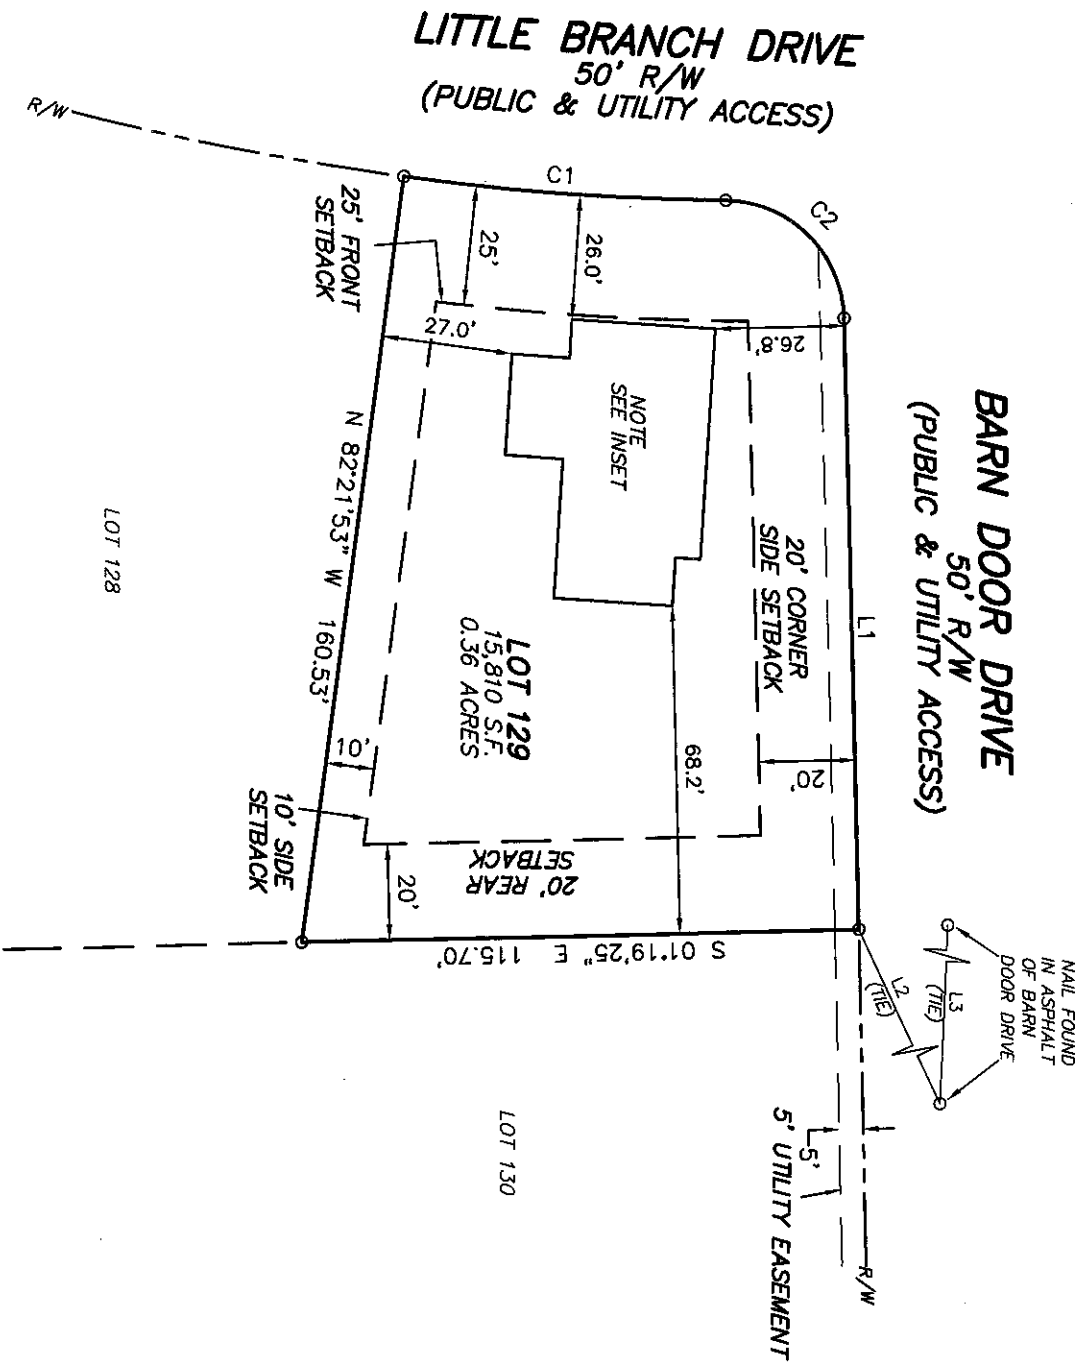 LITTLE BRANCH DRIVE
50' R/W
(PUBLIC & UTILITY ACCESS)
R/W
C1
C2
BARN DOOR DRIVE
50' R/W
(PUBLIC & UTILITY ACCESS)
25' FRONT
SETBACK
25'
26.0'
27.0'
26.8'
NOTE
SEE INSET
20' CORNER
SIDE SETBACK
L1
N 82°21'53" W 160.53'
LOT 128
LOT 129
15,810 S.F.
0.36 ACRES
68.2'
20'
10'
10' SIDE
SETBACK
20' REAR
SETBACK
20'
S 01°19'25" E 115.70'
L2
(TIE)
L3
(TIE)
NAIL FOUND
IN ASPHALT
OF BARN
DOOR DRIVE
LOT 130
5'
5' UTILITY EASEMENT
R/W